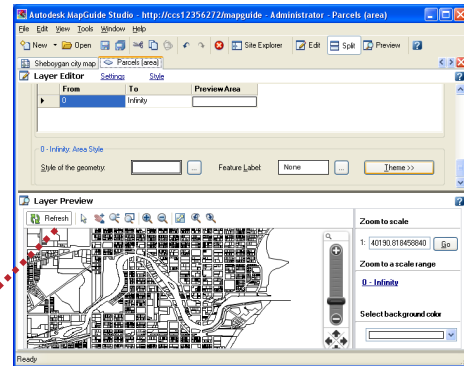 Autodesk MapGuide Studio - http://ccs12356272/mapguide - Administrator - Parcels (area)
File Edit View Tools Window Help
New Open Site Explorer Edit Split Preview
Sheboygan city map Parcels (area)
Layer Editor Settings Style
From To Preview Area
0 Infinity
0 - Infinity: Area Style
Style of the geometry: ... Feature Label: None ... Theme >>
Layer Preview
Refresh
Zoom to scale
1: 40190.818458840 Go
Zoom to a scale range
0 - Infinity
Select background color
Ready